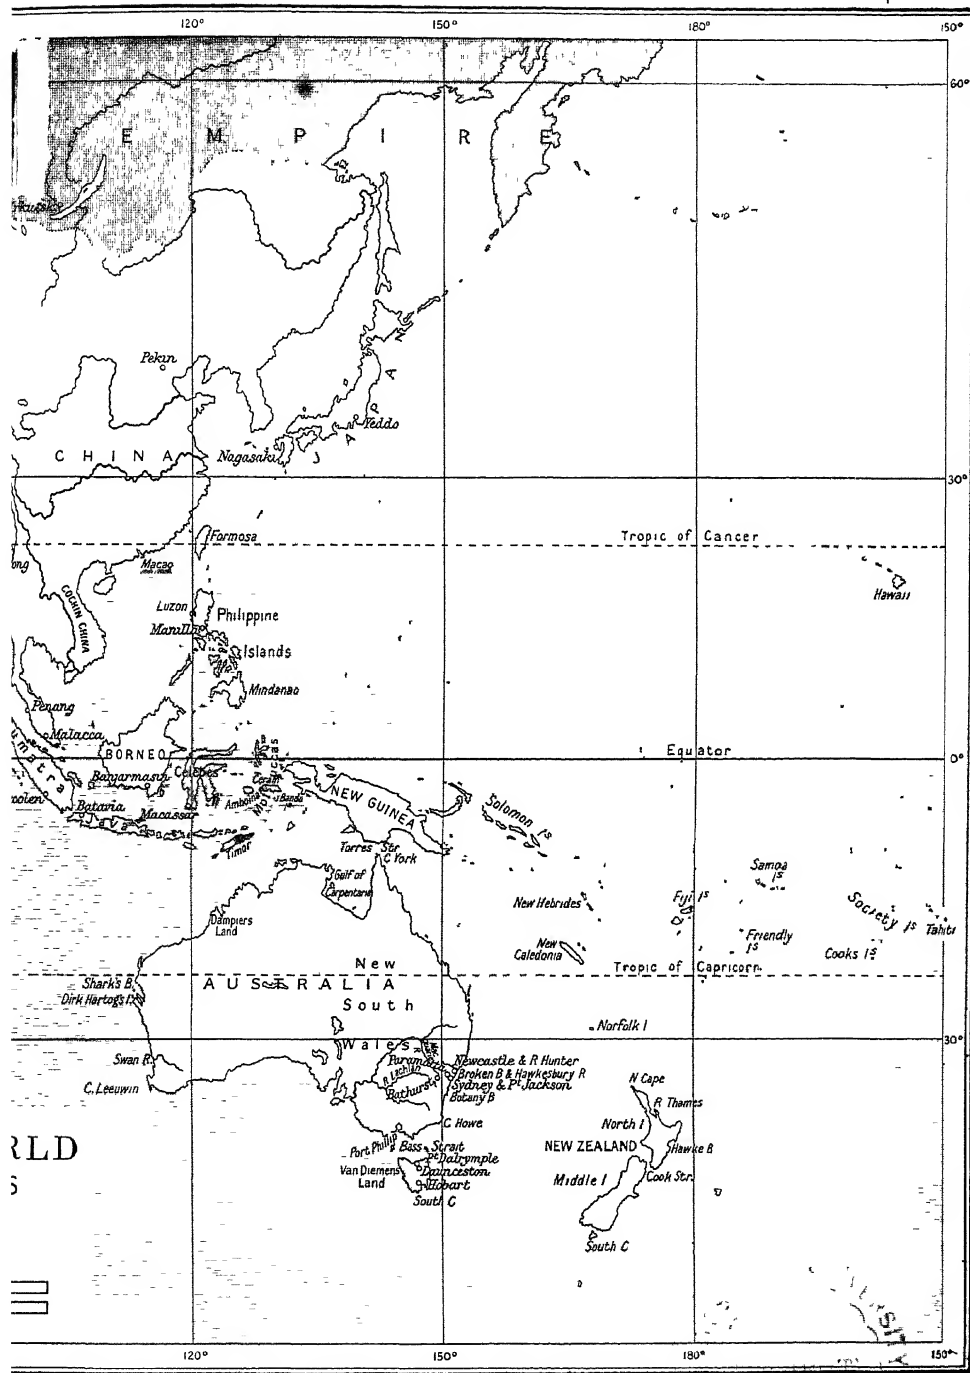 120° 150° 180° 150°
60°
E M P I R E
Pekin
Yeddo
JAPAN
CHINA
Nagasaki
30°
Formosa
Tropic of Cancer
Macao
Hawaii
COCHIN CHINA
Luzon
Philippine
Manilla
Islands
Mindanao
Penang
Malacca
BORNEO
Equator
0°
Banjarmasin
Celebes
Ceram
Moluccas
Amboina
Banda
NEW GUINEA
Solomon Is
Batavia
Java
Macassar
Timor
Torres Str
C York
Gulf of
Carpentaria
Samoa
Is
New Hebrides
Fiji Is
Society Is
Tahiti
Dampiers
Land
New
Caledonia
Friendly
Is
Cooks Is
New
Tropic of Capricorn
Sharks B.
AUSTRALIA
Dirk Hartogs I.
South
Norfolk I
30°
Wales
Swan R.
Newcastle & R Hunter
R Lachlan
Broken B & Hawkesbury R
Bathurst
Sydney & Pt Jackson
C. Leeuwin
Botany B
N Cape
R Thames
C Howe
North I
Port Phillip
Bass Strait
NEW ZEALAND
Hawke B
RLD
Pt Dalrymple
Van Diemens
Land
Launceston
Middle I
Cook Str.
S
Hobart
South C
South C
120° 150° 180° 150°